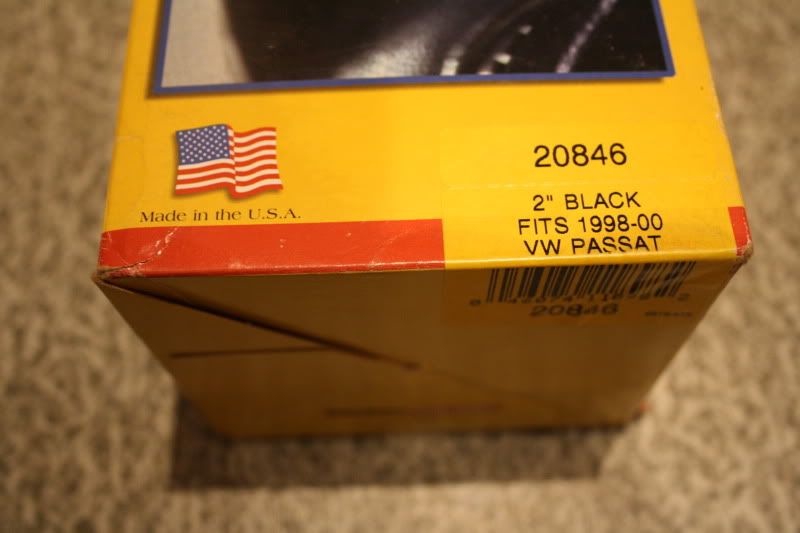 20846
2" BLACK
FITS 1998-00
VW PASSAT
Made in the U.S.A.
20846